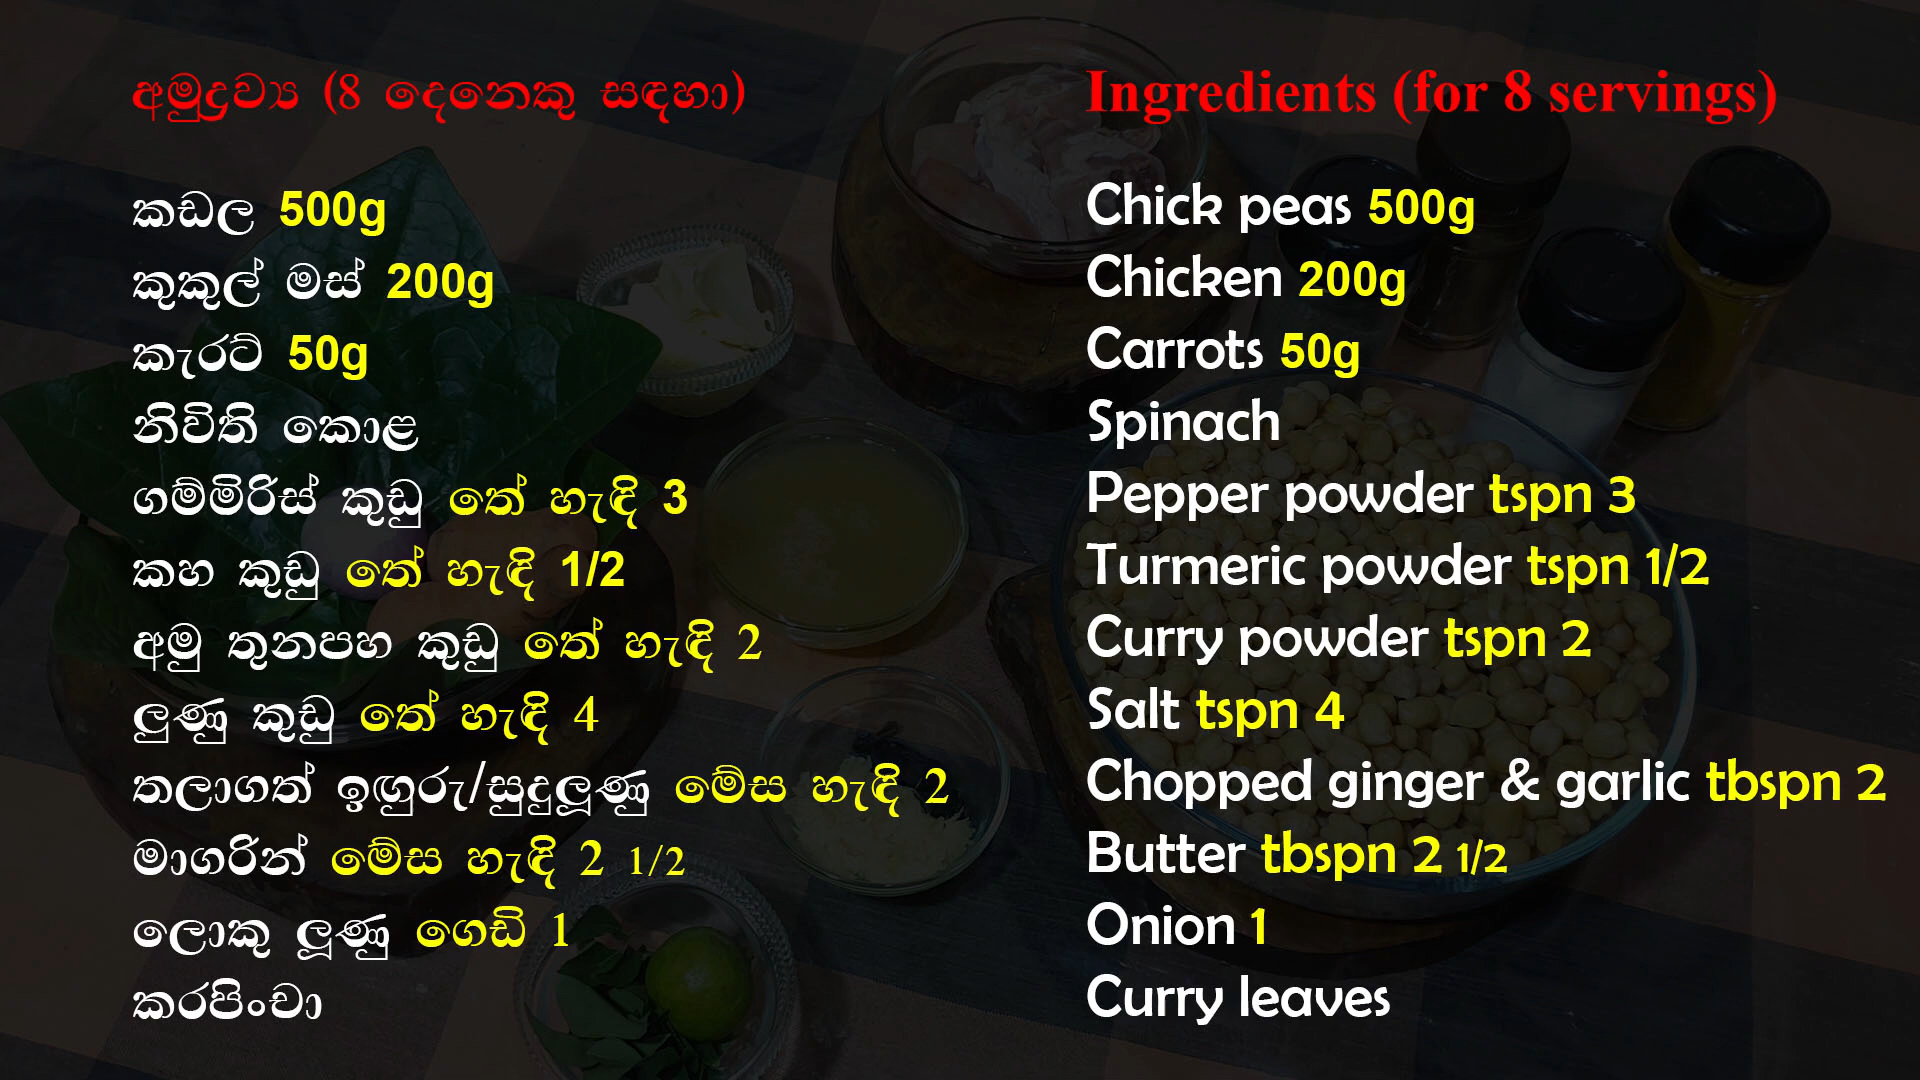 අමුද්‍රව්‍ය (8 දෙනෙකු සඳහා)
කඩල 500g
කුකුල් මස් 200g
කැරට් 50g
නිවිති කොළ
ගම්මිරිස් කුඩු තේ හැඳි 3
කහ කුඩු තේ හැඳි 1/2
අමු තුනපහ කුඩු තේ හැඳි 2
ලුණු කුඩු තේ හැඳි 4
තලාගත් ඉඟුරු/සුදුලූණු මේස හැඳි 2
මාගරින් මේස හැඳි 2 1/2
ලොකු ලූණු ගෙඩි 1
කරපිංචා
Ingredients (for 8 servings)
Chick peas 500g
Chicken 200g
Carrots 50g
Spinach
Pepper powder tspn 3
Turmeric powder tspn 1/2
Curry powder tspn 2
Salt tspn 4
Chopped ginger & garlic tbspn 2
Butter tbspn 2 1/2
Onion 1
Curry leaves